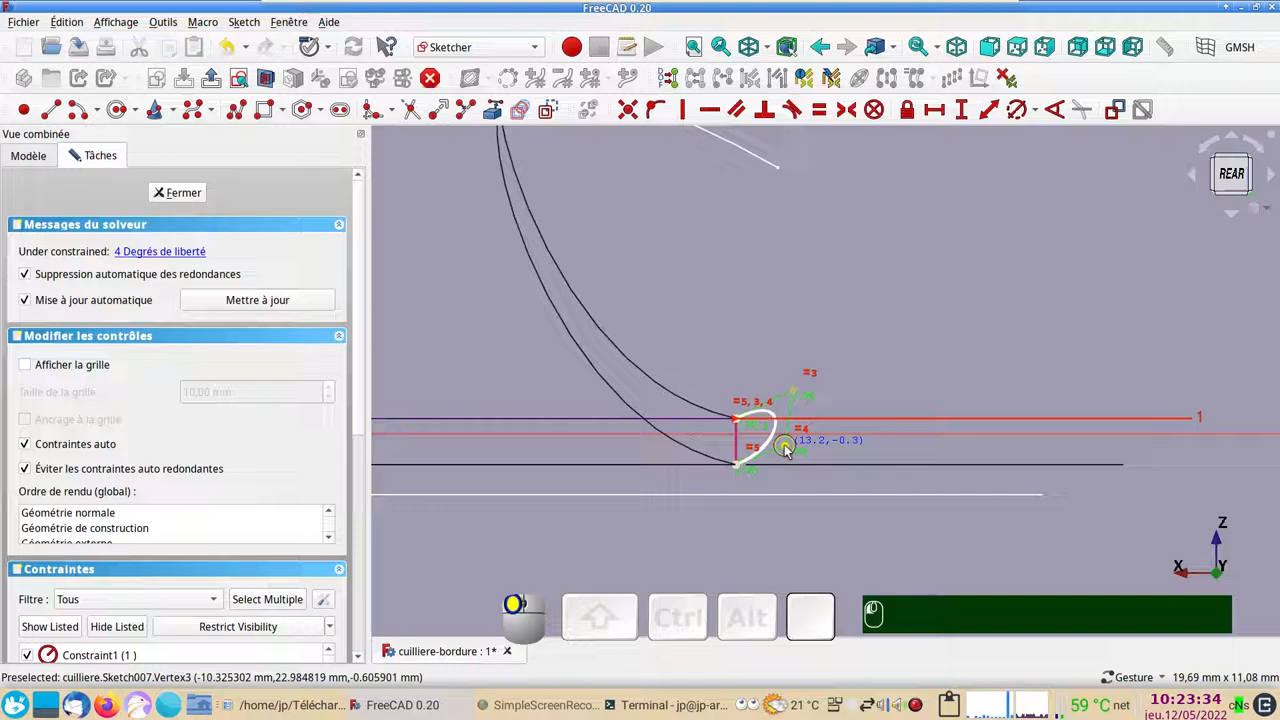 FreeCAD 0.20
Fichier Édition Affichage Outils Macro Sketch Fenêtre Aide
Sketcher
GMSH
Vue combinée
Modèle Tâches
Fermer
Messages du solveur
Under constrained: 4 Degrés de liberté
Suppression automatique des redondances
Mise à jour automatique Mettre à jour
Modifier les contrôles
Afficher la grille
Taille de la grille 10,00 mm
Ancrage à la grille
Contraintes auto
Éviter les contraintes auto redondantes
Ordre de rendu (global) :
Géométrie normale
Géométrie de construction
Géométrie externe
Contraintes
Filtre : Tous Select Multiple
Show Listed Hide Listed Restrict Visibility
Constraint1 (1 )
REAR
=3
=5, 3, 4
1
=4
(13.2,-0.3)
=5
Z
X Y
Ctrl Alt
cuilliere-bordure : 1*
Preselected: cuilliere.Sketch007.Vertex3 (-10.325302 mm,22.984819 mm,-0.605901 mm)
Gesture 19,69 mm x 11,08 mm
/home/jp/Téléchar... FreeCAD 0.20 SimpleScreenReco... Terminal - jp@jp-ar... 21 °C 59 °C net 10:23:34
jeu.12/05/2022